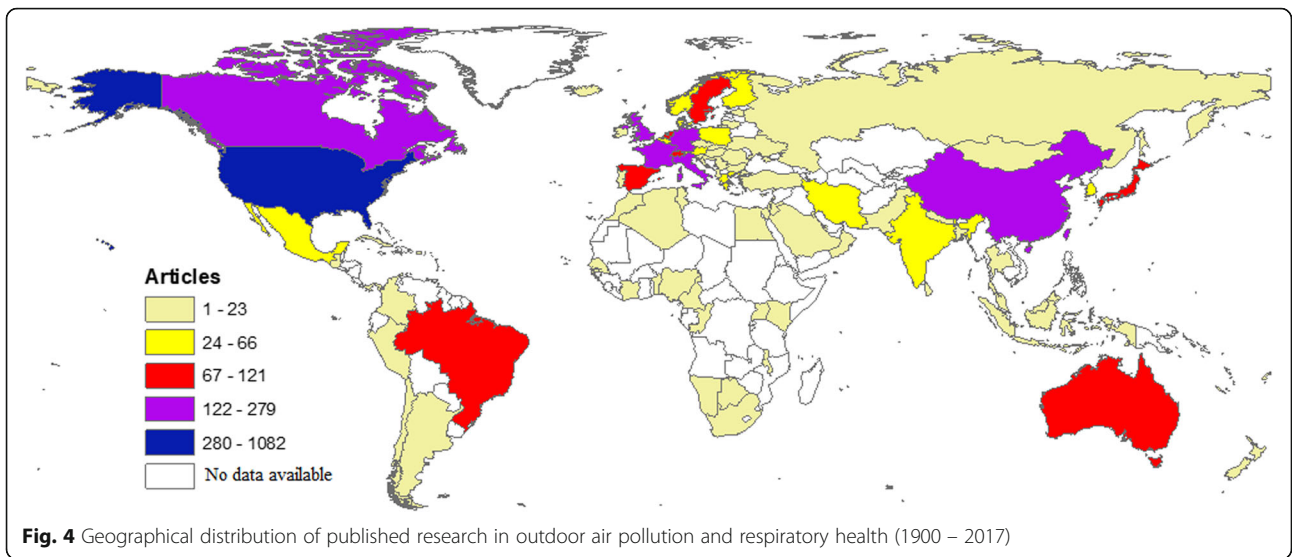 Articles
1 - 23
24 - 66
67 - 121
122 - 279
280 - 1082
No data available
Fig. 4 Geographical distribution of published research in outdoor air pollution and respiratory health (1900 – 2017)